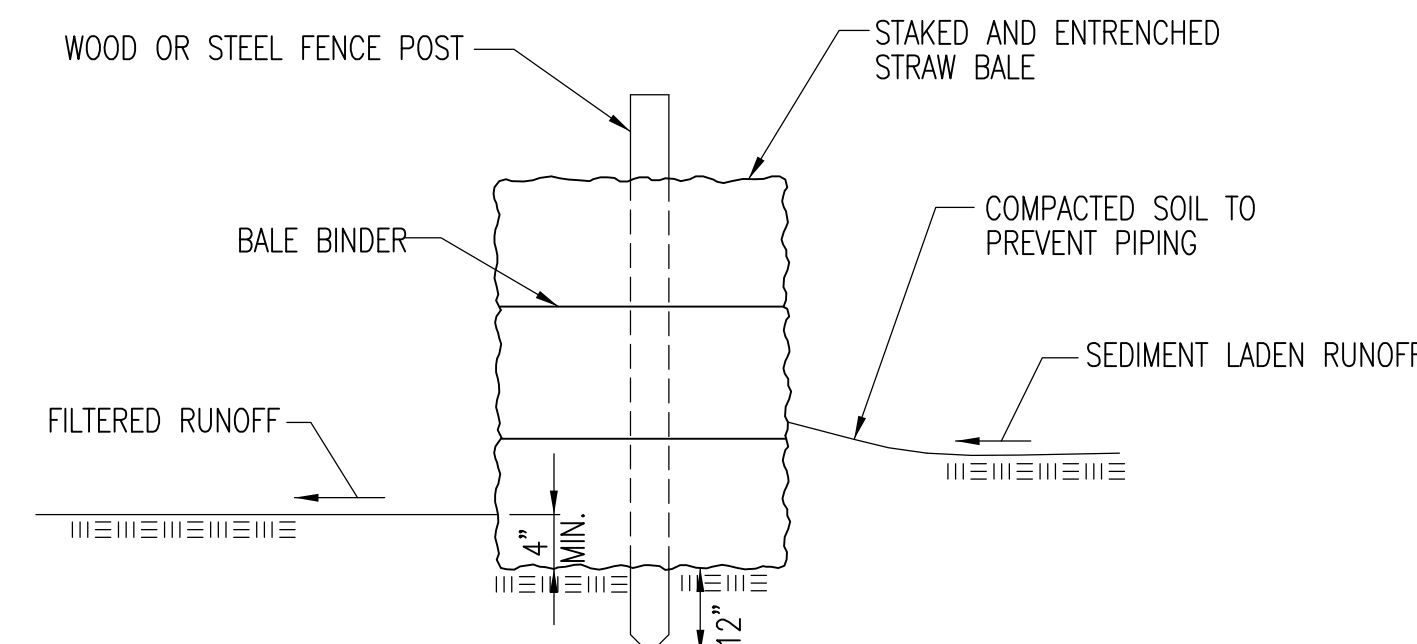 WOOD OR STEEL FENCE POST
STAKED AND ENTRENCHED
STRAW BALE
BALE BINDER
COMPACTED SOIL TO
PREVENT PIPING
SEDIMENT LADEN RUNOFF
FILTERED RUNOFF
4"
MIN.
12"